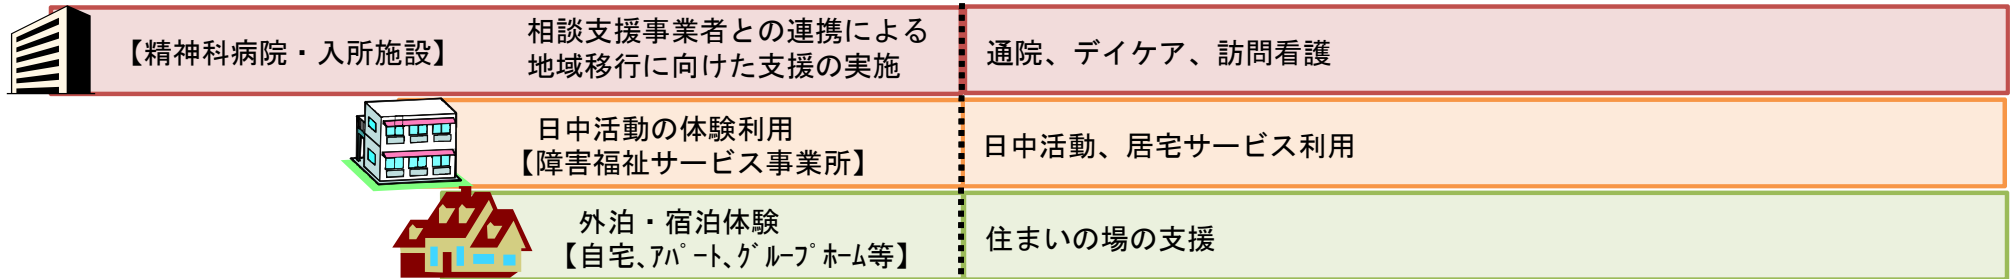 【精神科病院・入所施設】
相談支援事業者との連携による
地域移行に向けた支援の実施
通院、デイケア、訪問看護
日中活動の体験利用
【障害福祉サービス事業所】
日中活動、居宅サービス利用
外泊・宿泊体験
【自宅、ｱﾊﾟｰﾄ、ｸﾞﾙｰﾌﾟﾎｰﾑ等】
住まいの場の支援